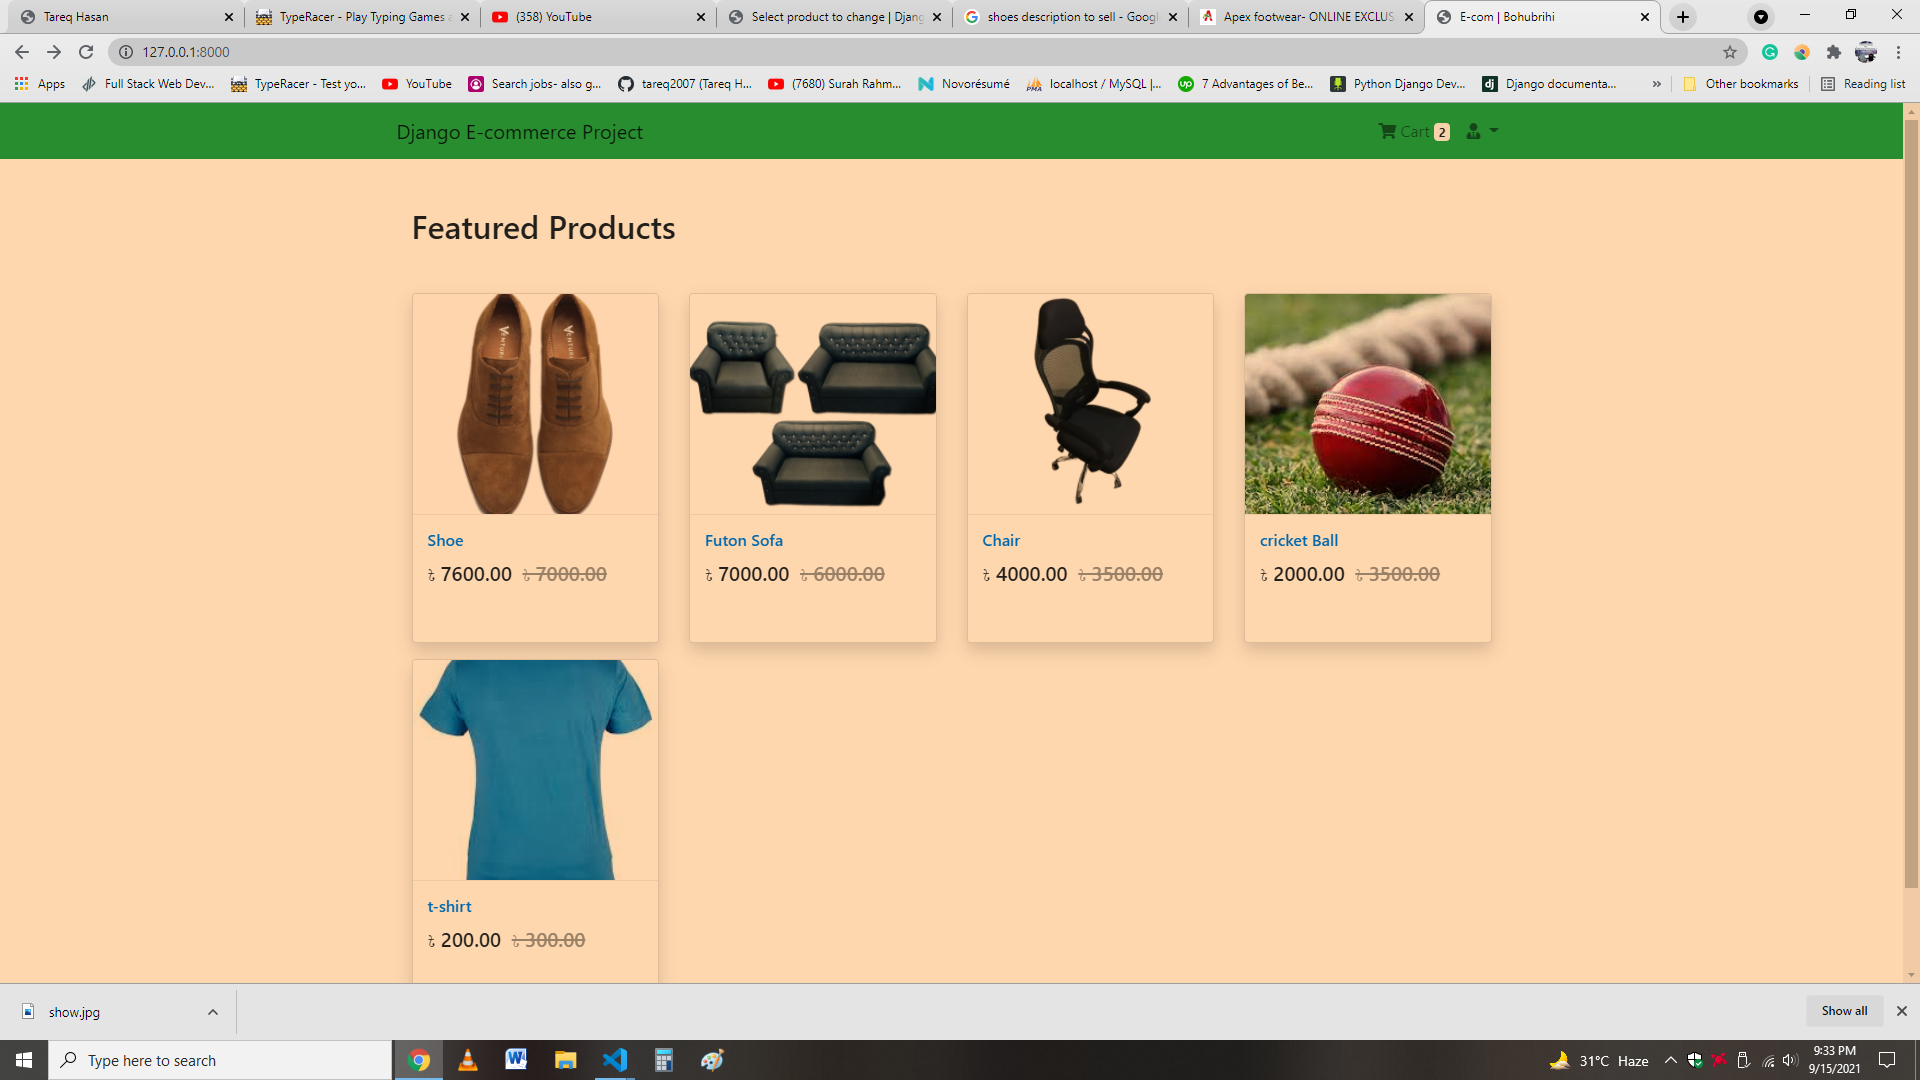 Tareq Hasan
TypeRacer - Play Typing Games a
(358) YouTube
Select product to change | Djang
shoes description to sell - Googl
Apex footwear- ONLINE EXCLUS
E-com | Bohubrihi
127.0.0.1:8000
Apps
Full Stack Web Dev...
TypeRacer - Test yo...
YouTube
Search jobs- also g...
tareq2007 (Tareq H...
(7680) Surah Rahm...
Novorésumé
localhost / MySQL |...
7 Advantages of Be...
Python Django Dev...
Django documenta...
»
Other bookmarks
Reading list
Django E-commerce Project
Cart 2
Featured Products
Shoe
৳ 7600.00 ৳ 7000.00
Futon Sofa
৳ 7000.00 ৳ 6000.00
Chair
৳ 4000.00 ৳ 3500.00
cricket Ball
৳ 2000.00 ৳ 3500.00
t-shirt
৳ 200.00 ৳ 300.00
show.jpg
Show all
Type here to search
31°C Haze
9:33 PM
9/15/2021